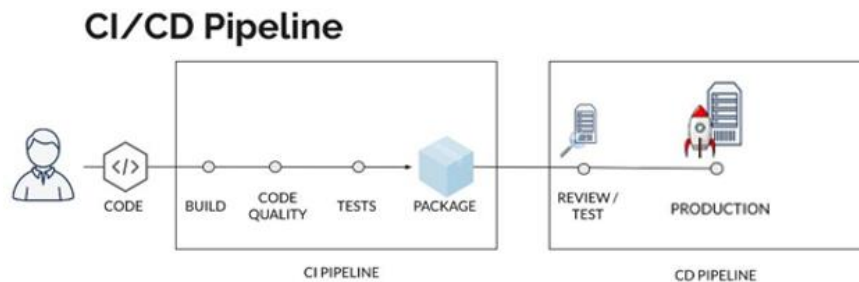 CI/CD Pipeline
</>
CODE
BUILD
CODE
QUALITY
TESTS
PACKAGE
REVIEW /
TEST
PRODUCTION
CI PIPELINE
CD PIPELINE